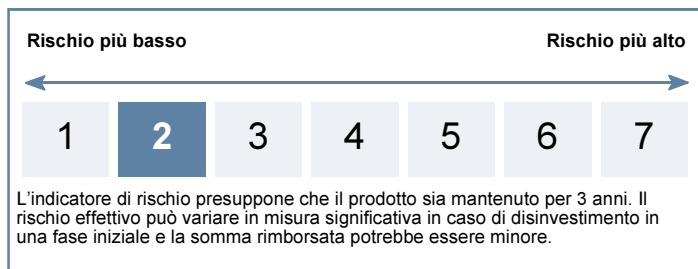 Rischio più basso Rischio più alto
1 2 3 4 5 6 7
L'indicatore di rischio presuppone che il prodotto sia mantenuto per 3 anni. Il
rischio effettivo può variare in misura significativa in caso di disinvestimento in
una fase iniziale e la somma rimborsata potrebbe essere minore.